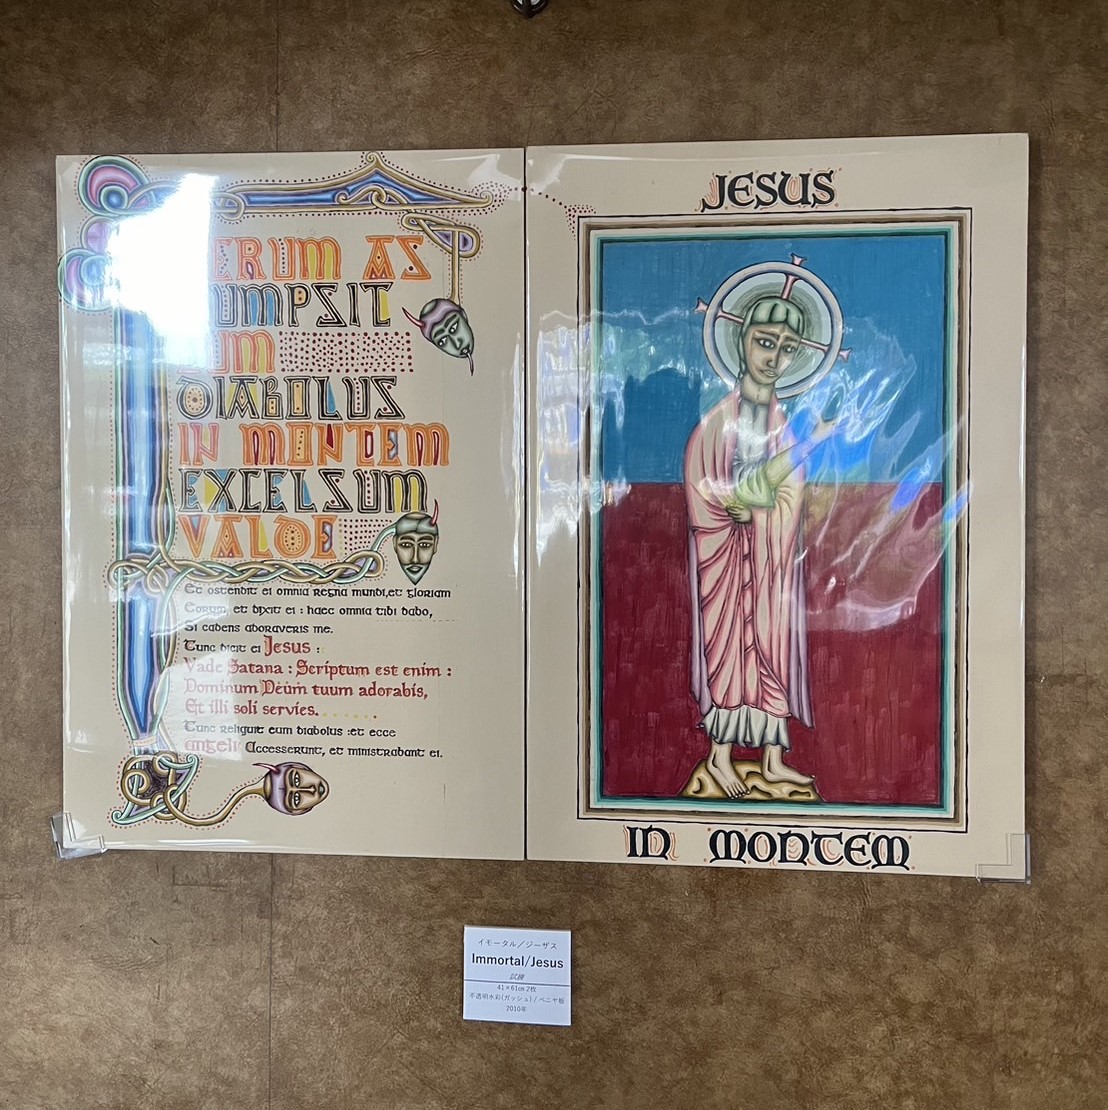 ERUM AS
UMPSIT
UM
DIABOLUS
IN MONTEM
EXCELSUM
VALDE
Et ostendit ei omnia regna mundi,et gloriam
Eorum, et dixit ei : haec omnia tibi dabo,
Si cadens adoraveris me.
Tunc dicit ei Jesus :
Vade Satana : Scriptum est enim :
Dominum Deum tuum adorabis,
Et illi soli servies.
Tunc reliquit eum diabolus :et ecce
angeli Accesserunt, et ministrabant ei.
JESUS
IN MONTEM
イモータル／ジーザス
Immortal/Jesus
試練
41×61㎝ 2枚
不透明水彩(ガッシュ)／ベニヤ板
2010年